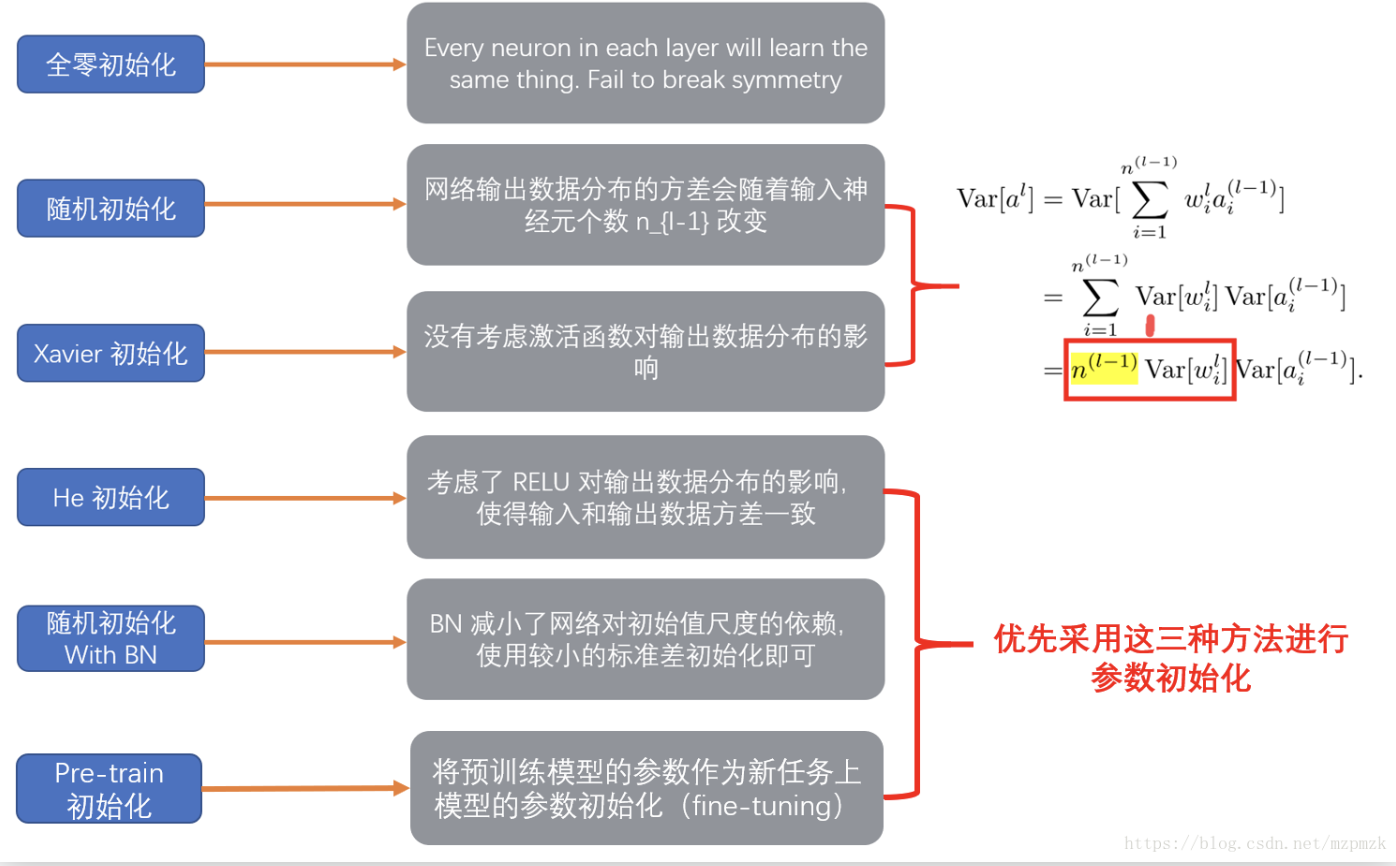 全零初始化
Every neuron in each layer will learn the
same thing. Fail to break symmetry
随机初始化
网络输出数据分布的方差会随着输入神
经元个数 n_{l-1} 改变
Xavier 初始化
没有考虑激活函数对输出数据分布的影
响
Var[a^l] = Var[∑_{i=1}^{n^{(l-1)}} w_i^l a_i^{(l-1)}]
= ∑_{i=1}^{n^{(l-1)}} Var[w_i^l] Var[a_i^{(l-1)}]
= n^{(l-1)} Var[w_i^l] Var[a_i^{(l-1)}].
He 初始化
考虑了 RELU 对输出数据分布的影响,
使得输入和输出数据方差一致
随机初始化
With BN
BN 减小了网络对初始值尺度的依赖,
使用较小的标准差初始化即可
Pre-train
初始化
将预训练模型的参数作为新任务上
模型的参数初始化（fine-tuning）
优先采用这三种方法进行
参数初始化
https://blog.csdn.net/mzpmzk